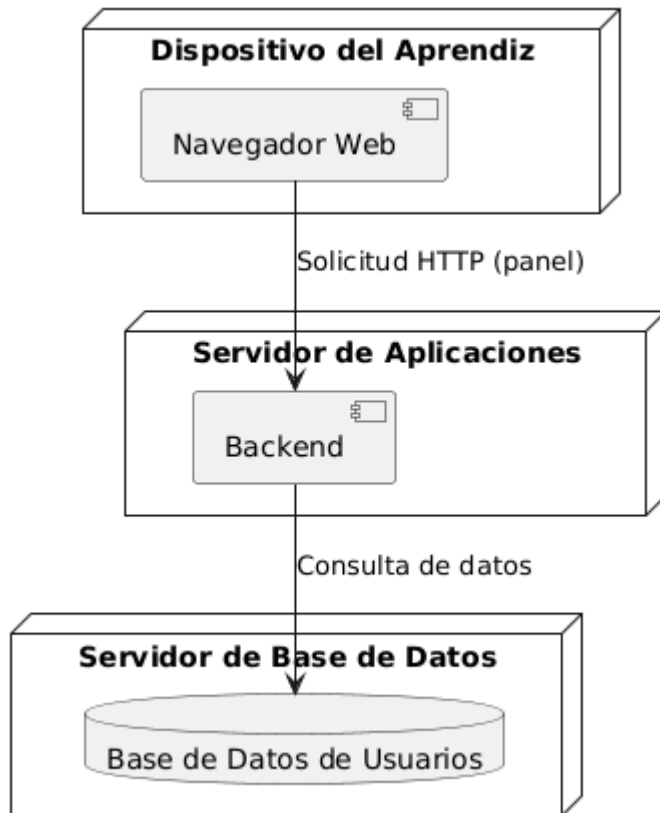 Dispositivo del Aprendiz
Navegador Web
Solicitud HTTP (panel)
Servidor de Aplicaciones
Backend
Consulta de datos
Servidor de Base de Datos
Base de Datos de Usuarios